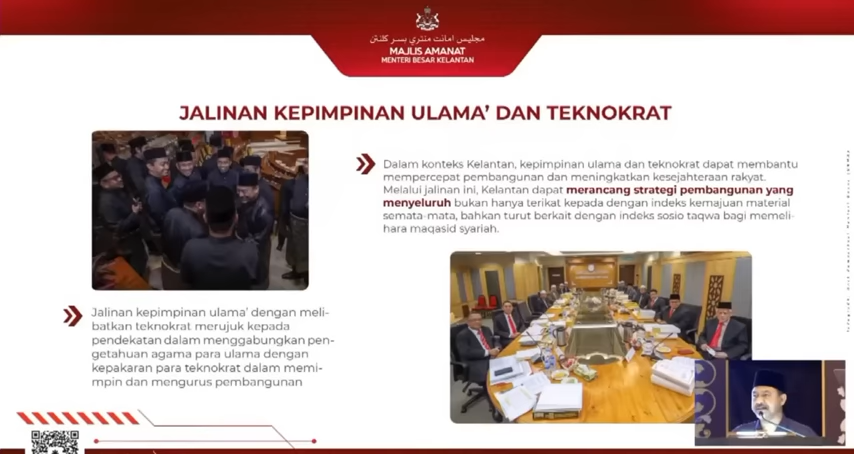 مجليس امانت منتري بسر كلنتن
MAJLIS AMANAT
MENTERI BESAR KELANTAN
JALINAN KEPIMPINAN ULAMA’ DAN TEKNOKRAT
Dalam konteks Kelantan, kepimpinan ulama dan teknokrat dapat membantu
mempercepat pembangunan dan meningkatkan kesejahteraan rakyat.
Melalui jalinan ini, Kelantan dapat merancang strategi pembangunan yang
menyeluruh bukan hanya terikat kepada dengan indeks kemajuan material
semata-mata, bahkan turut berkait dengan indeks sosio taqwa bagi memeli-
hara maqasid syariah.
Jalinan kepimpinan ulama’ dengan meli-
batkan teknokrat merujuk kepada
pendekatan dalam menggabungkan pen-
getahuan agama para ulama dengan
kepakaran para teknokrat dalam memi-
mpin dan mengurus pembangunan